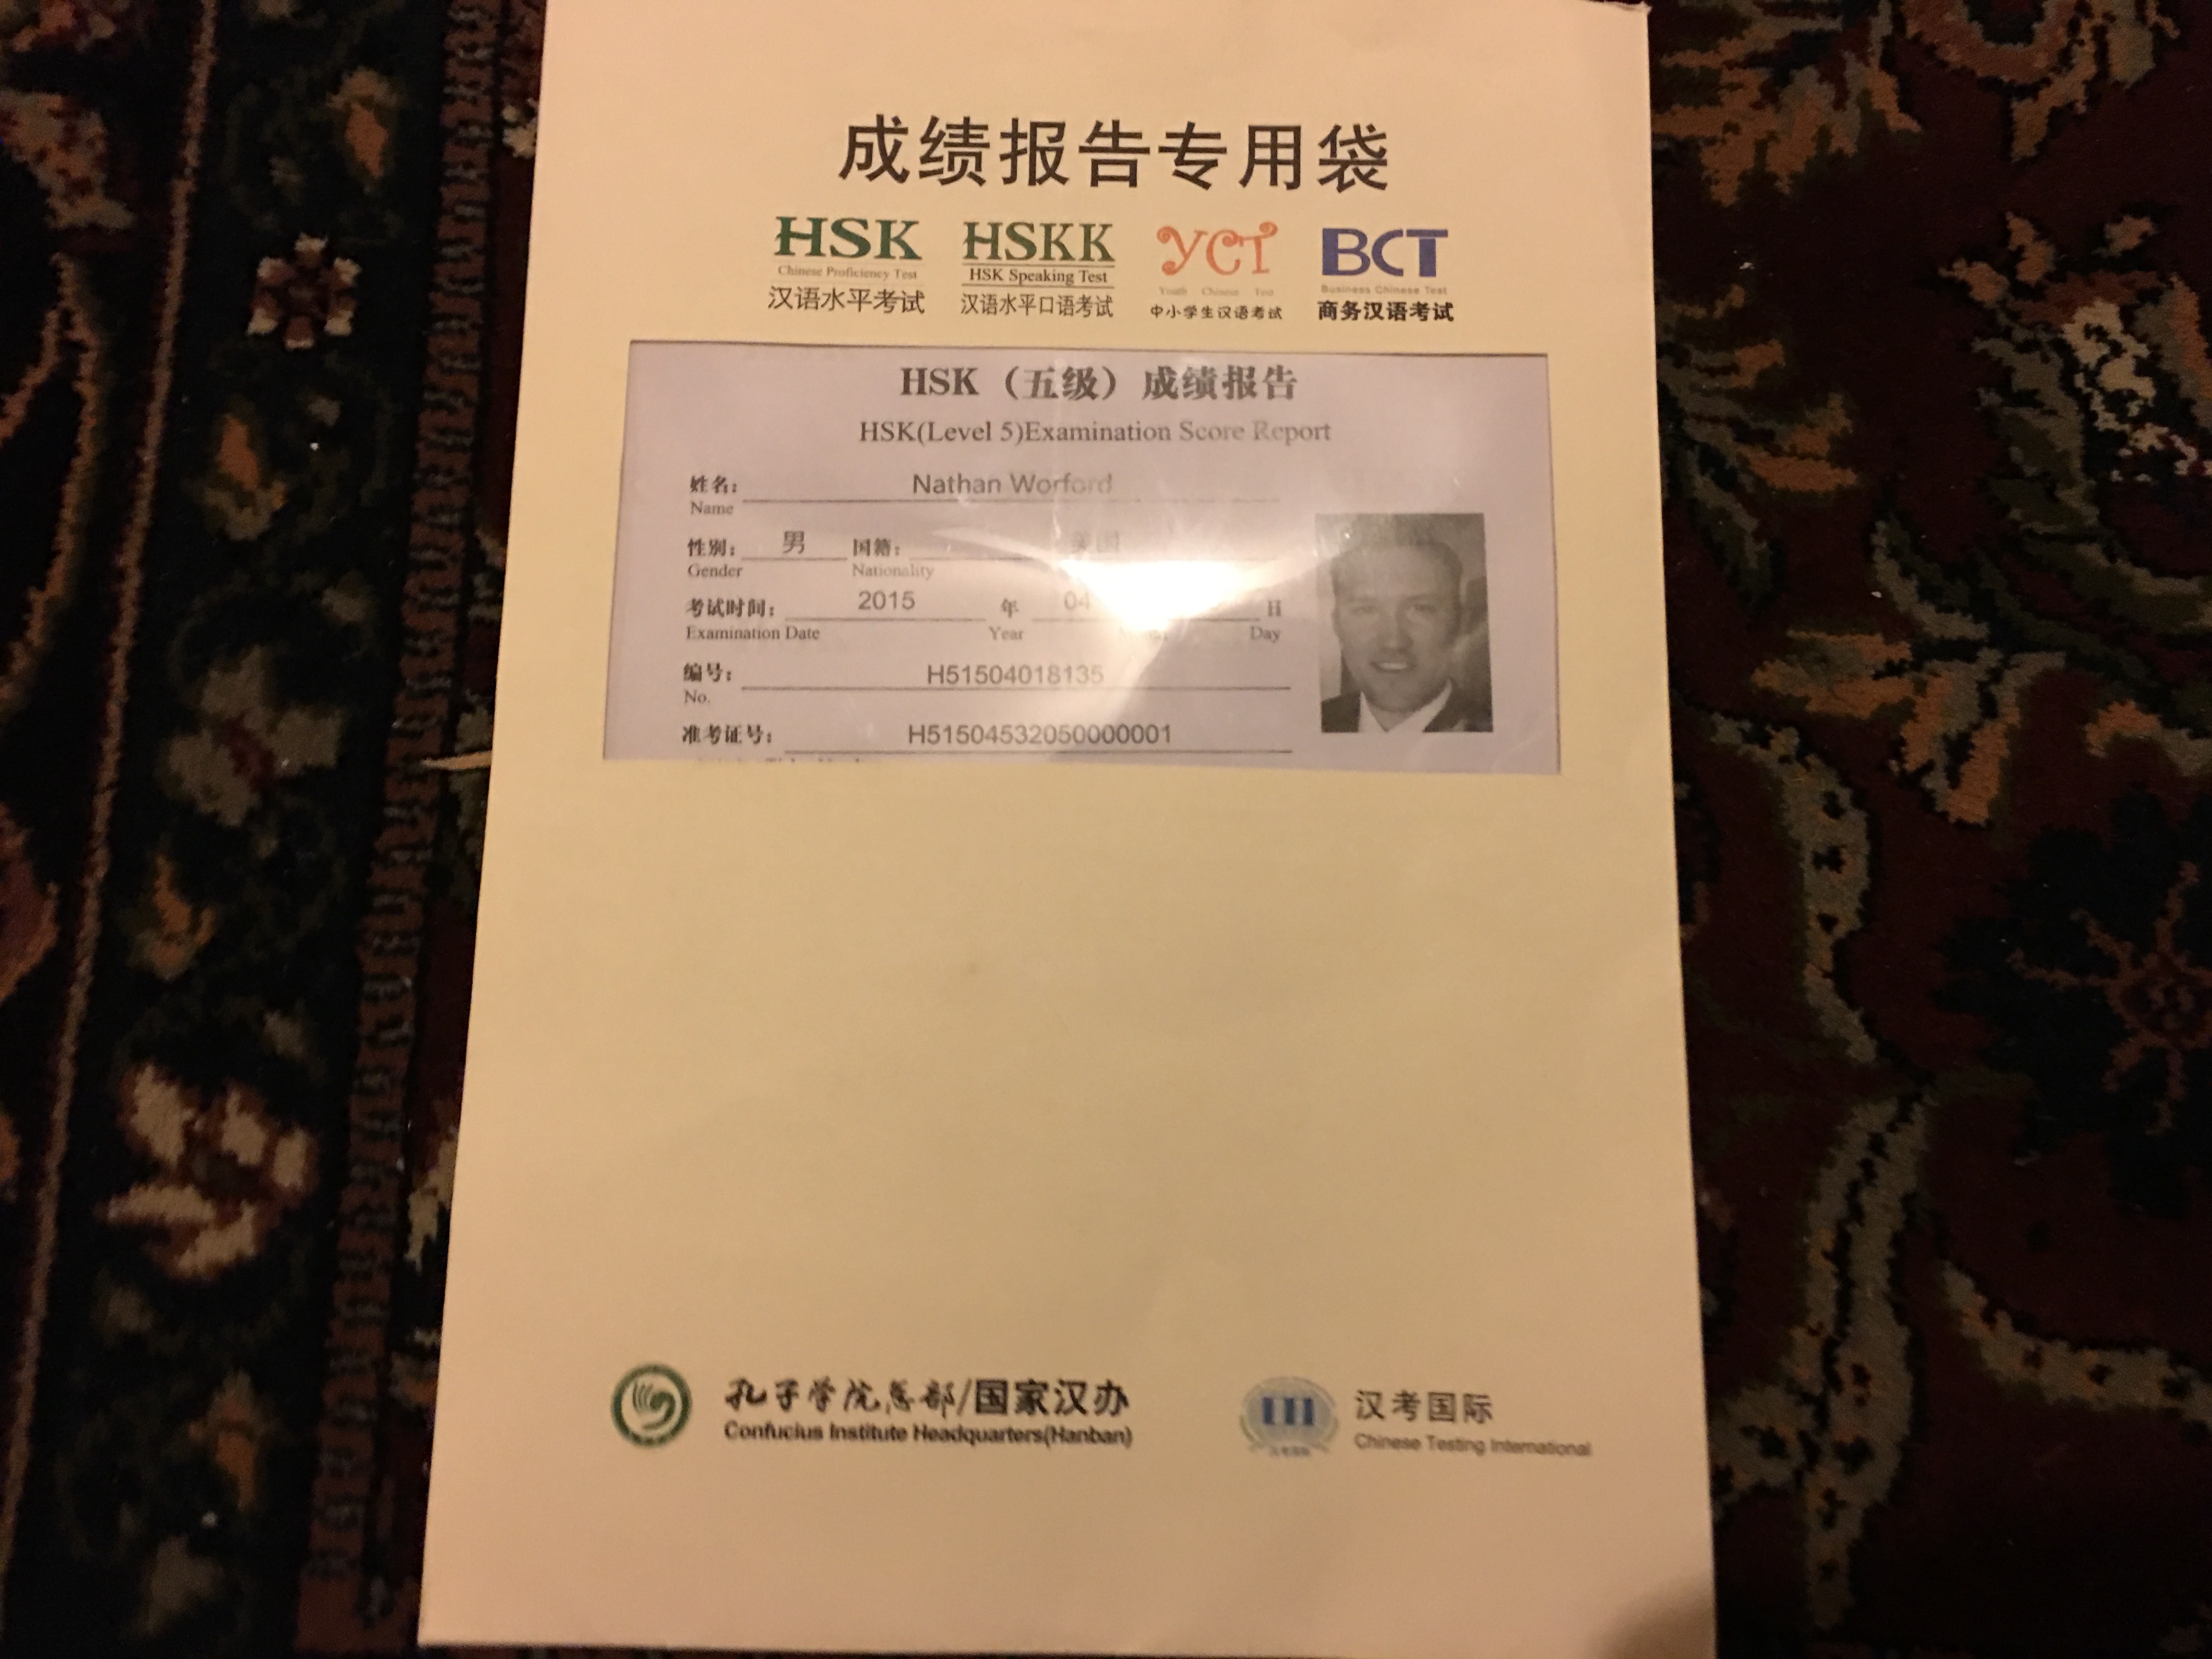 成绩报告专用袋
HSK HSKK YCT BCT
Chinese Proficiency Test HSK Speaking Test Youth Chinese Test Business Chinese Test
汉语水平考试 汉语水平口语考试 中小学生汉语考试 商务汉语考试
HSK（五级）成绩报告
HSK(Level 5)Examination Score Report
姓名： Nathan Worford
Name
性别： 男 国籍： 美国
Gender Nationality
考试时间： 2015 年 04 日
Examination Date Year Day
编号： H51504018135
No.
准考证号： H51504532050000001
孔子学院总部/国家汉办
Confucius Institute Headquarters(Hanban)
汉考国际
Chinese Testing International